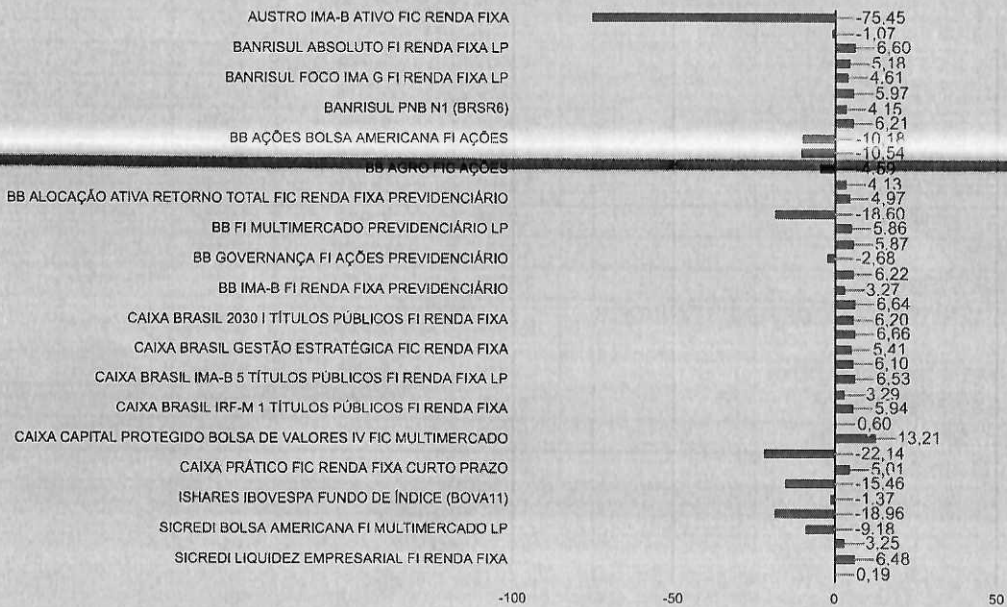 AUSTRO IMA-B ATIVO FIC RENDA FIXA -75,45
-1,07
BANRISUL ABSOLUTO FI RENDA FIXA LP 6,60
5,18
BANRISUL FOCO IMA G FI RENDA FIXA LP 4,61
5,97
BANRISUL PNB N1 (BRSR6) 4,15
6,21
BB AÇÕES BOLSA AMERICANA FI AÇÕES -10,18
-10,54
BB AGRO FIC AÇÕES -4,59
4,13
BB ALOCAÇÃO ATIVA RETORNO TOTAL FIC RENDA FIXA PREVIDENCIÁRIO 4,97
-18,60
BB FI MULTIMERCADO PREVIDENCIÁRIO LP 5,86
5,87
BB GOVERNANÇA FI AÇÕES PREVIDENCIÁRIO -2,68
6,22
BB IMA-B FI RENDA FIXA PREVIDENCIÁRIO 3,27
6,64
CAIXA BRASIL 2030 I TÍTULOS PÚBLICOS FI RENDA FIXA 6,20
6,66
CAIXA BRASIL GESTÃO ESTRATÉGICA FIC RENDA FIXA 5,41
6,10
CAIXA BRASIL IMA-B 5 TÍTULOS PÚBLICOS FI RENDA FIXA LP 6,53
3,29
CAIXA BRASIL IRF-M 1 TÍTULOS PÚBLICOS FI RENDA FIXA 5,94
0,60
CAIXA CAPITAL PROTEGIDO BOLSA DE VALORES IV FIC MULTIMERCADO 13,21
-22,14
CAIXA PRÁTICO FIC RENDA FIXA CURTO PRAZO 5,01
-15,46
ISHARES IBOVESPA FUNDO DE ÍNDICE (BOVA11) -1,37
-18,96
SICREDI BOLSA AMERICANA FI MULTIMERCADO LP -9,18
3,25
SICREDI LIQUIDEZ EMPRESARIAL FI RENDA FIXA 6,48
0,19
-100 -50 0 50